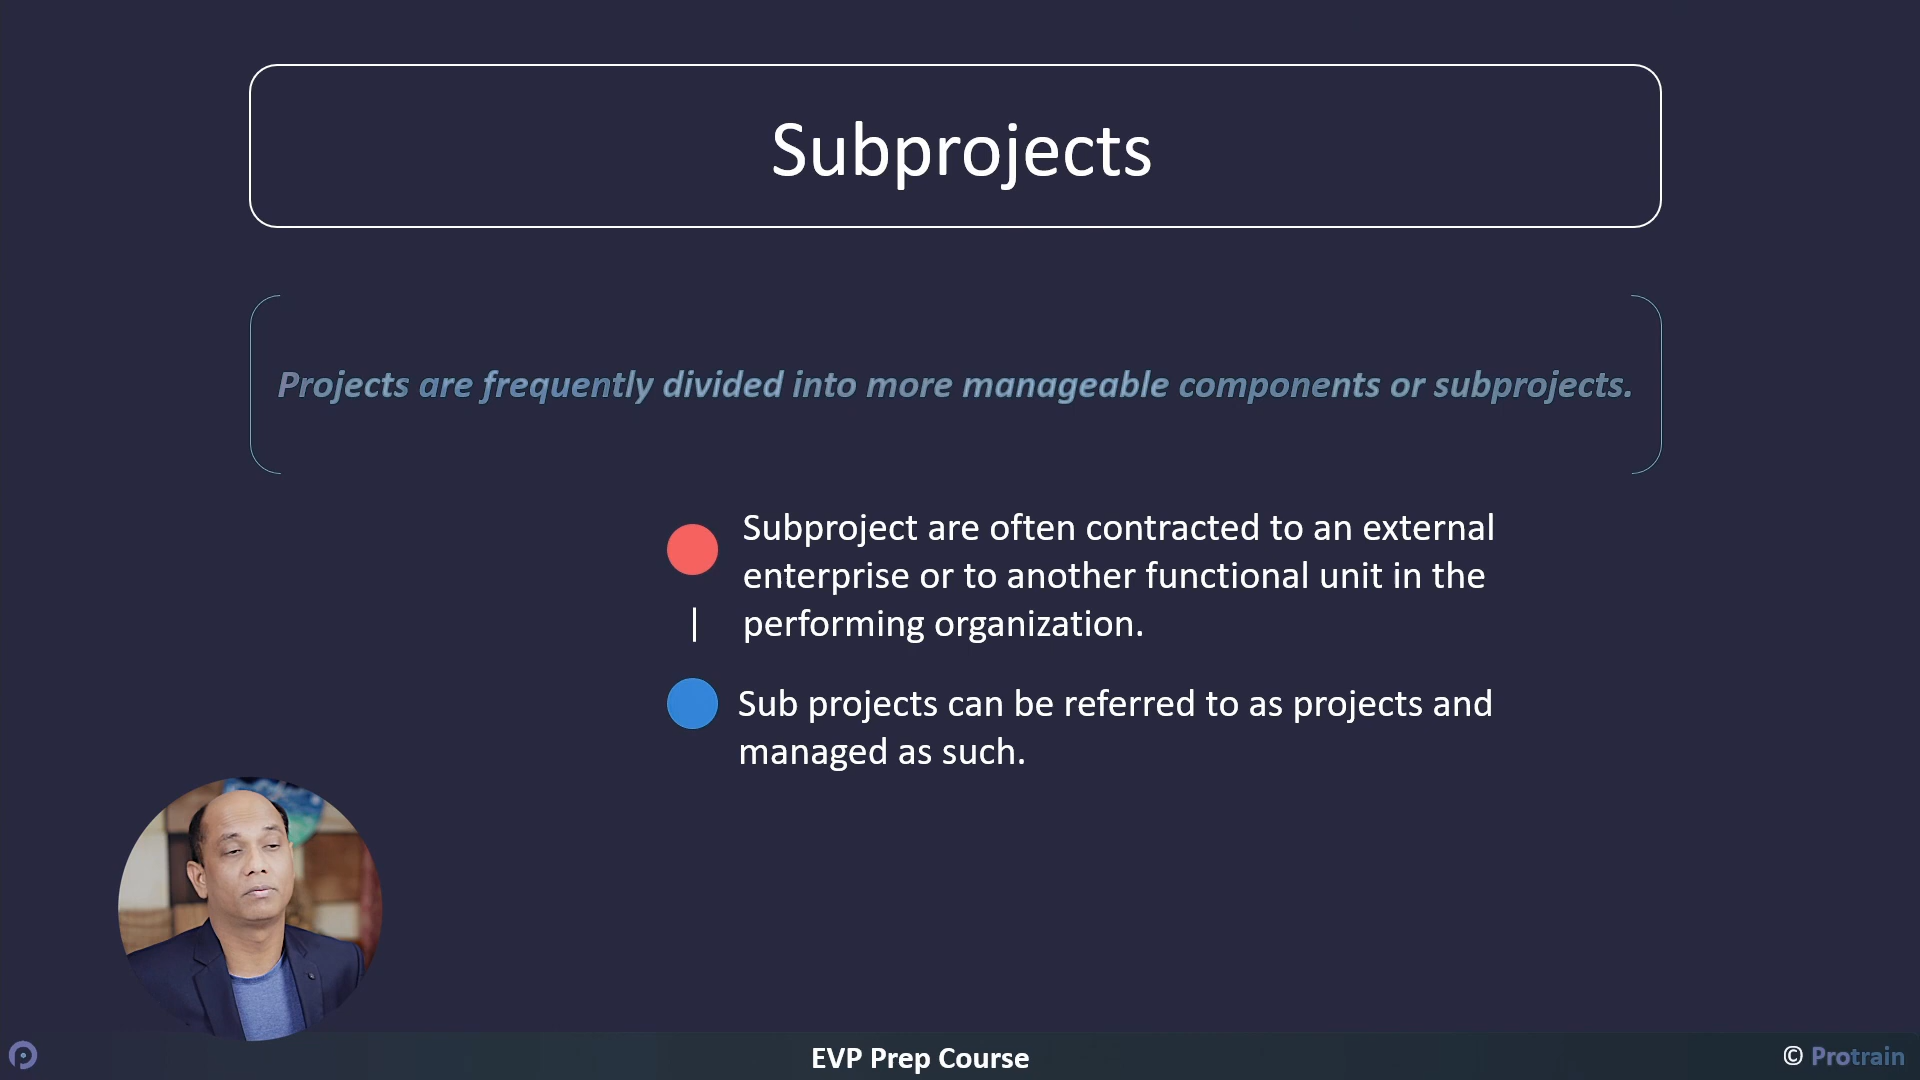 Subprojects
Projects are frequently divided into more manageable components or subprojects.
Subproject are often contracted to an external
enterprise or to another functional unit in the
performing organization.
Sub projects can be referred to as projects and
managed as such.
EVP Prep Course
© Protrain